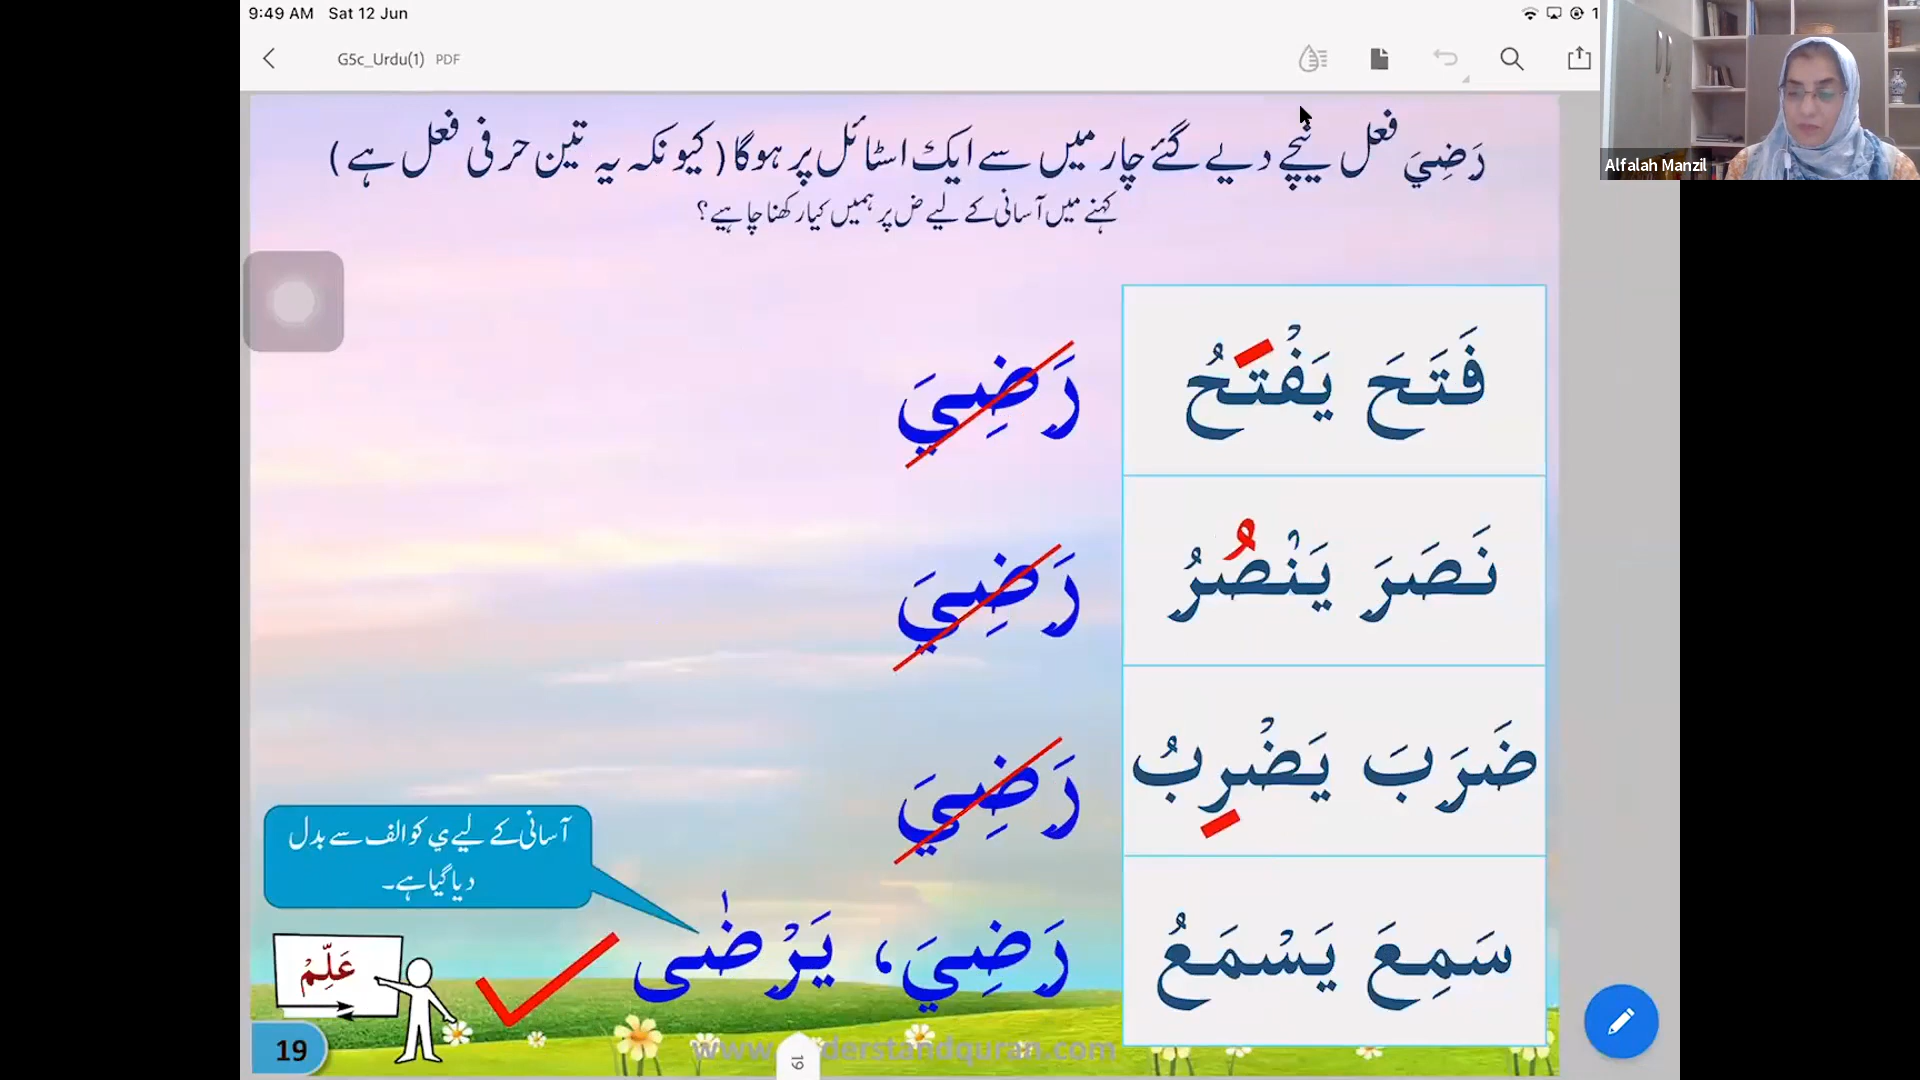 9:49 AM Sat 12 Jun
G5c_Urdu(1) PDF
Alfalah Manzil
رَضِيَ فعل نیچے دیے گئے چار میں سے ایک اسٹائل پر ہوگا (کیونکہ یہ تین حرفی فعل ہے)
کہنے میں آسانی کے لیے ض پر ہمیں کیا رکھنا چاہیے؟
فَتَحَ يَفْتَحُ رَضِيَ
نَصَرَ يَنْصُرُ رَضِيَ
ضَرَبَ يَضْرِبُ رَضِيَ
سَمِعَ يَسْمَعُ رَضِيَ، يَرْضٰى
آسانی کے لیے ي کو الف سے بدل
دیا گیا ہے۔
عَلِّمْ
19
19